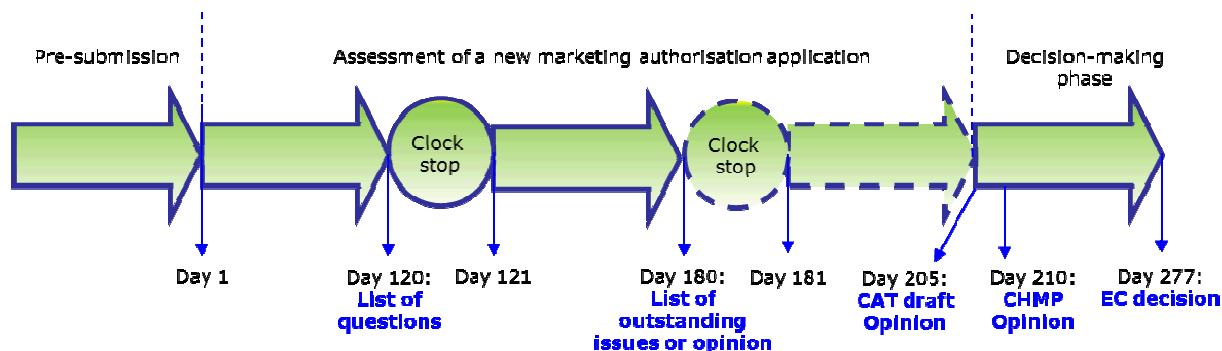 Pre-submission
Assessment of a new marketing authorisation application
Decision-making
phase
Clock
stop
Clock
stop
Day 1
Day 120:
List of
questions
Day 121
Day 180:
List of
outstanding
issues or opinion
Day 181
Day 205:
CAT draft
Opinion
Day 210:
CHMP
Opinion
Day 277:
EC decision